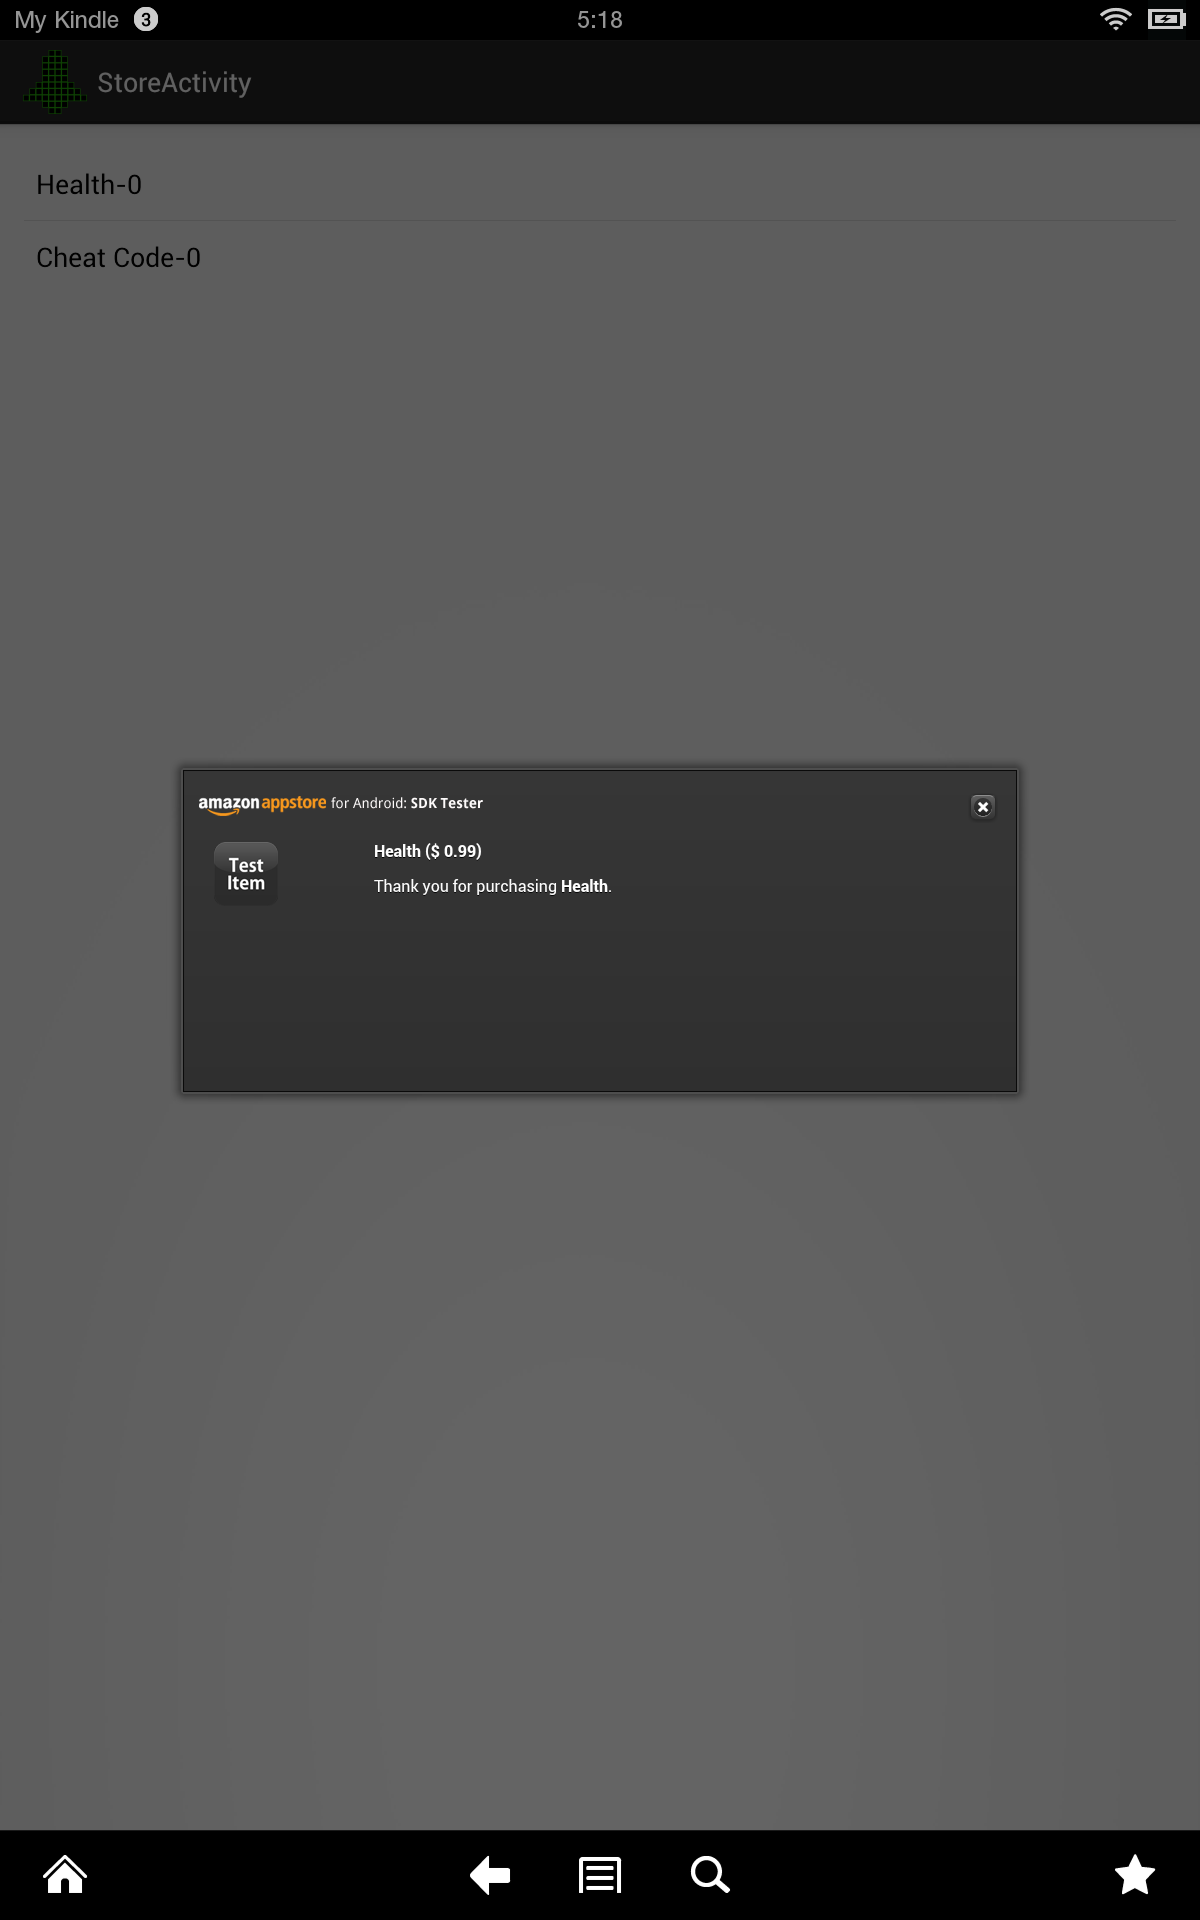 My Kindle 3 5:18
StoreActivity
Health-0
Cheat Code-0
amazon appstore for Android: SDK Tester
Test
Item
Health ($ 0.99)
Thank you for purchasing Health.